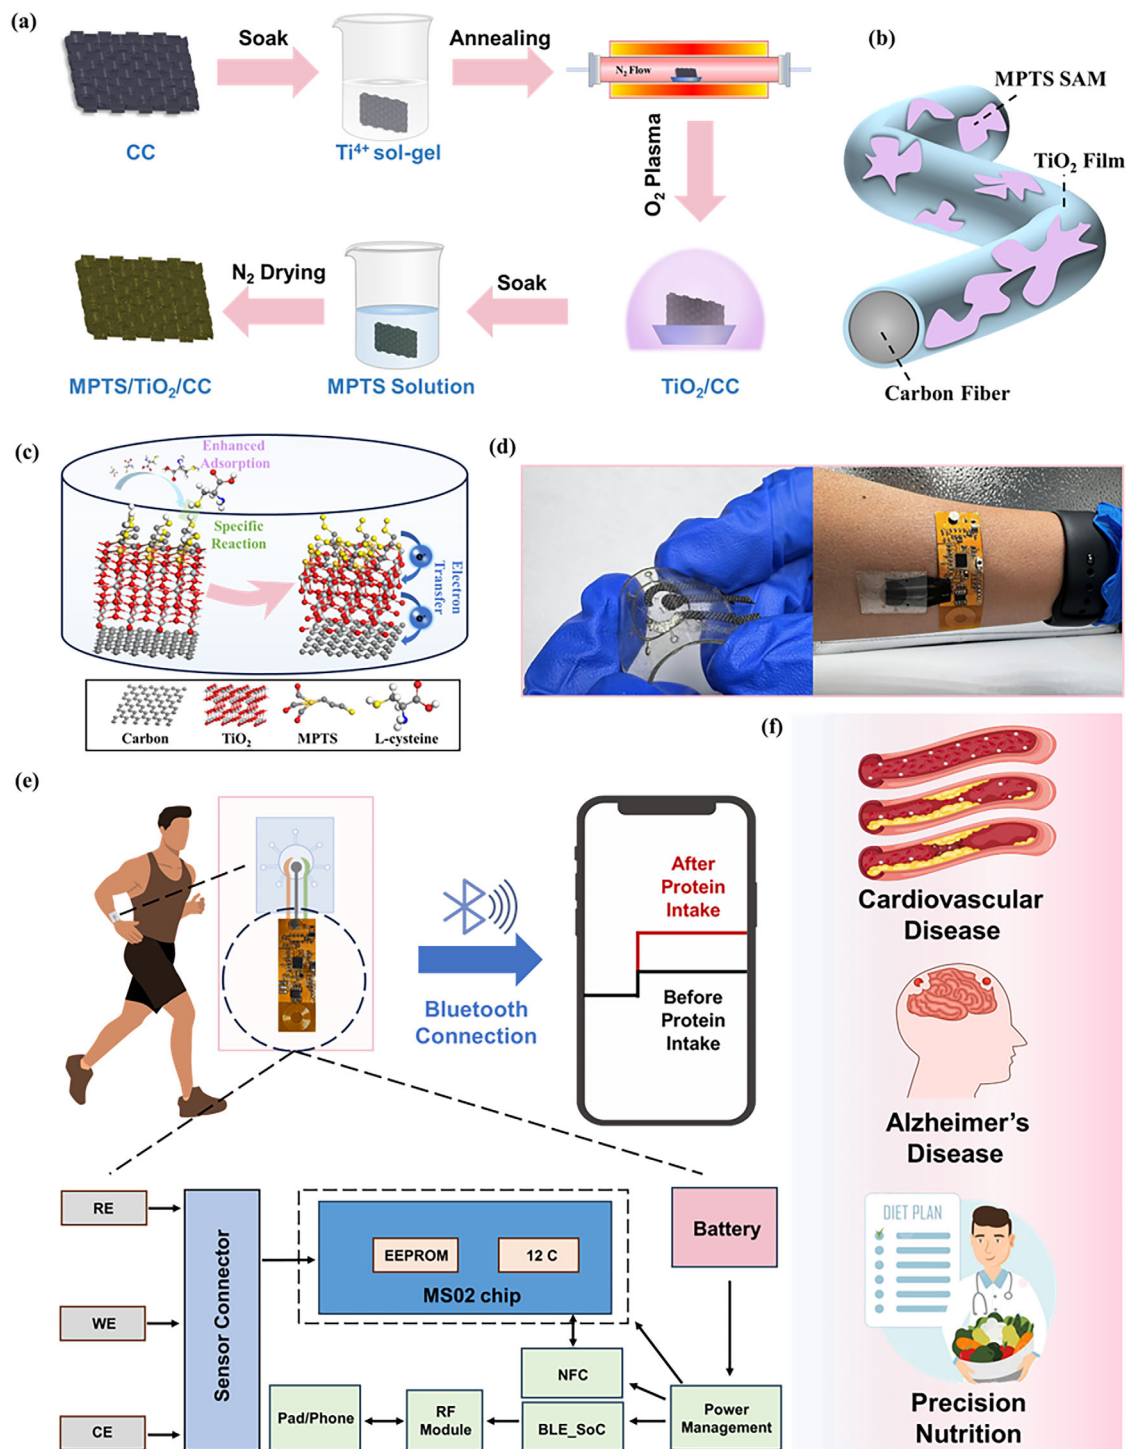 (a)
Soak
Annealing
N₂ Flow
CC
Ti⁴⁺ sol-gel
O₂ Plasma
N₂ Drying
Soak
MPTS/TiO₂/CC
MPTS Solution
TiO₂/CC
(b)
MPTS SAM
TiO₂ Film
Carbon Fiber
(c)
Enhanced
Adsorption
Specific
Reaction
Electron
Transfer
e⁻
e⁻
Carbon
TiO₂
MPTS
L-cysteine
(d)
(e)
After
Protein
Intake
Before
Protein
Intake
Bluetooth
Connection
RE
WE
CE
Sensor Connector
EEPROM
12 C
MS02 chip
Battery
NFC
Pad/Phone
RF
Module
BLE_SoC
Power
Management
(f)
Cardiovascular
Disease
Alzheimer's
Disease
DIET PLAN
Precision
Nutrition